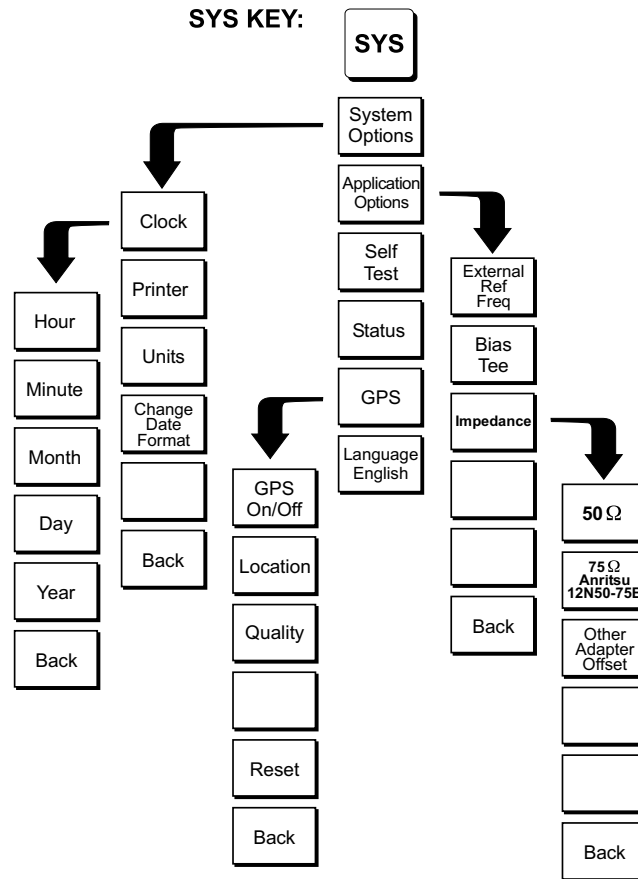 SYS KEY:
SYS
System
Options
Application
Options
Self
Test
Status
GPS
Language
English
Clock
Printer
Units
Change
Date
Format
Back
Hour
Minute
Month
Day
Year
Back
GPS
On/Off
Location
Quality
Reset
Back
External
Ref
Freq
Bias
Tee
Impedance
Back
50 Ω
75 Ω
Anritsu
12N50-75B
Other
Adapter
Offset
Back